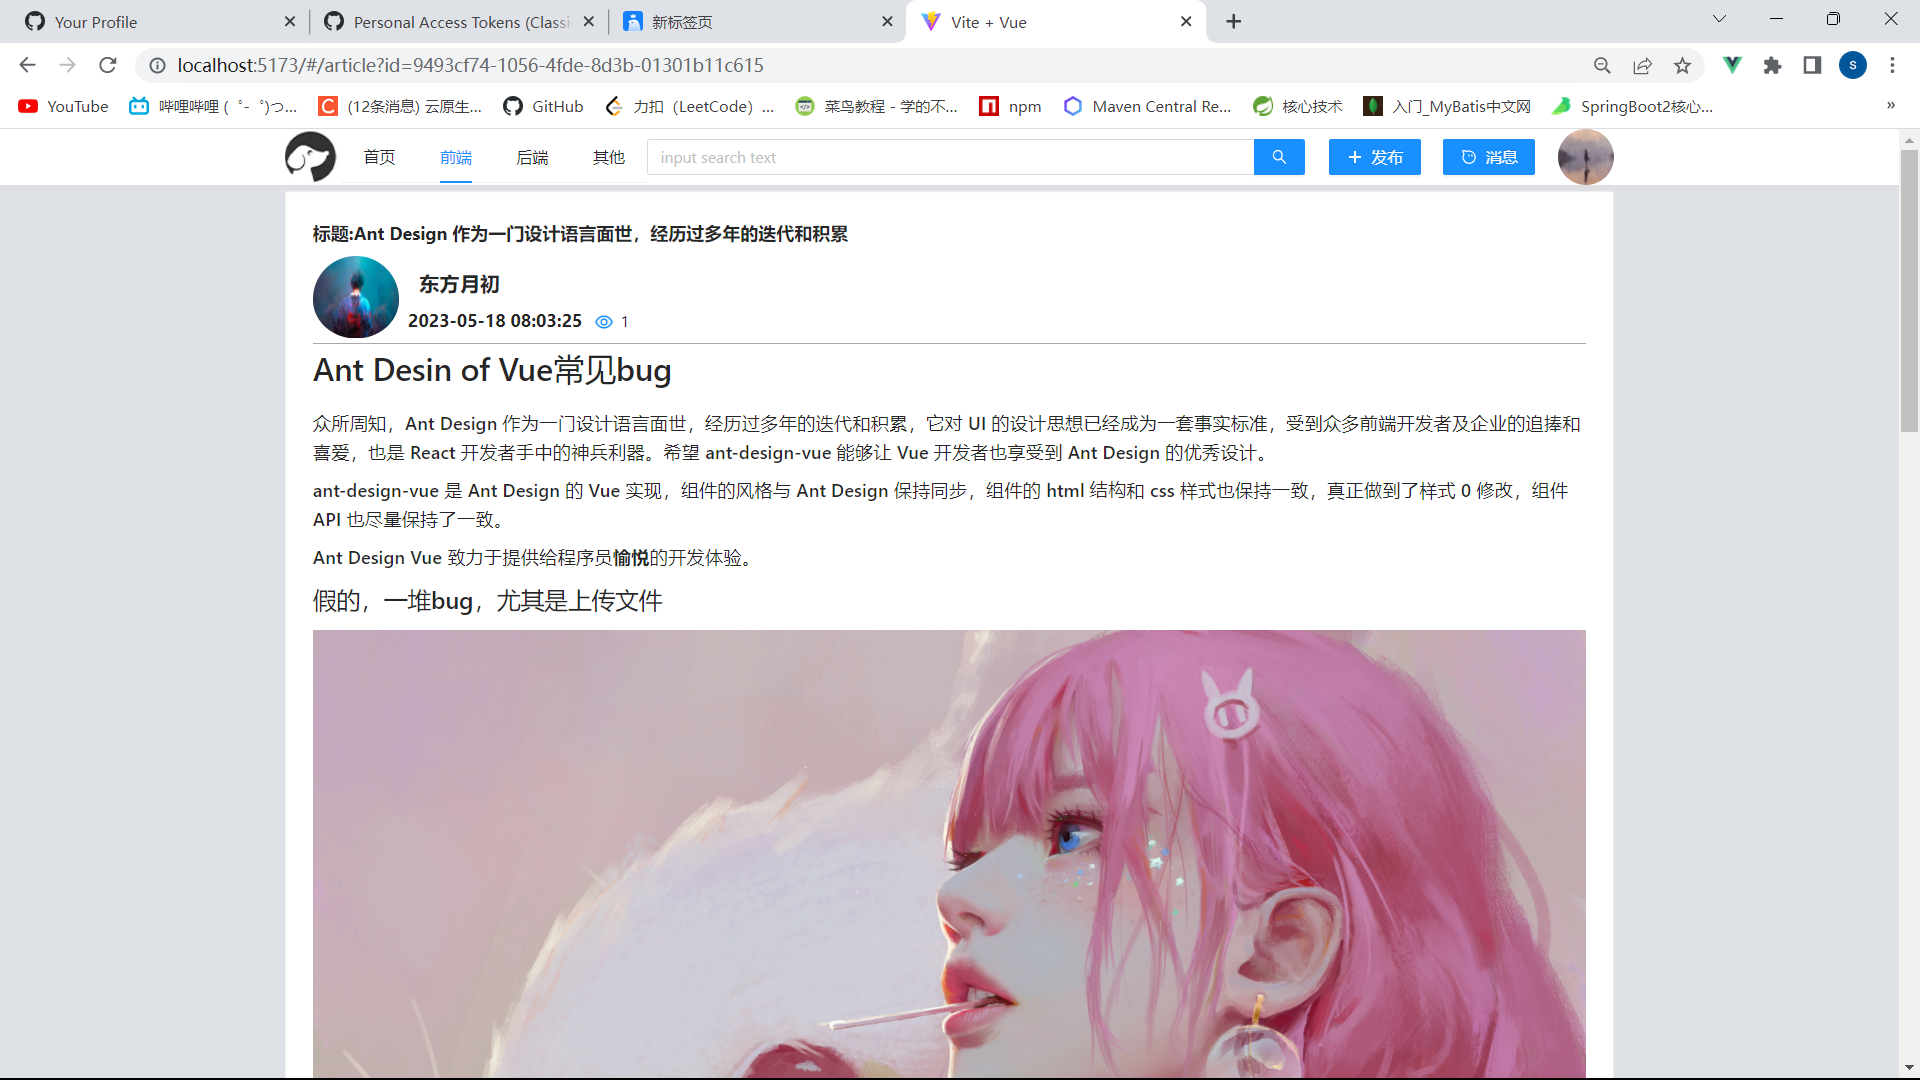 Your Profile
Personal Access Tokens (Classi
新标签页
Vite + Vue
localhost:5173/#/article?id=9493cf74-1056-4fde-8d3b-01301b11c615
S
YouTube
哔哩哔哩 ( ゜- ゜)つ...
(12条消息) 云原生...
GitHub
力扣（LeetCode）...
菜鸟教程 - 学的不...
npm
Maven Central Re...
核心技术
入门_MyBatis中文网
SpringBoot2核心...
»
首页
前端
后端
其他
input search text
+ 发布
消息
标题:Ant Design 作为一门设计语言面世，经历过多年的迭代和积累
东方月初
2023-05-18 08:03:25 1
Ant Desin of Vue常见bug
众所周知，Ant Design 作为一门设计语言面世，经历过多年的迭代和积累，它对 UI 的设计思想已经成为一套事实标准，受到众多前端开发者及企业的追捧和
喜爱，也是 React 开发者手中的神兵利器。希望 ant-design-vue 能够让 Vue 开发者也享受到 Ant Design 的优秀设计。
ant-design-vue 是 Ant Design 的 Vue 实现，组件的风格与 Ant Design 保持同步，组件的 html 结构和 css 样式也保持一致，真正做到了样式 0 修改，组件
API 也尽量保持了一致。
Ant Design Vue 致力于提供给程序员愉悦的开发体验。
假的，一堆bug，尤其是上传文件